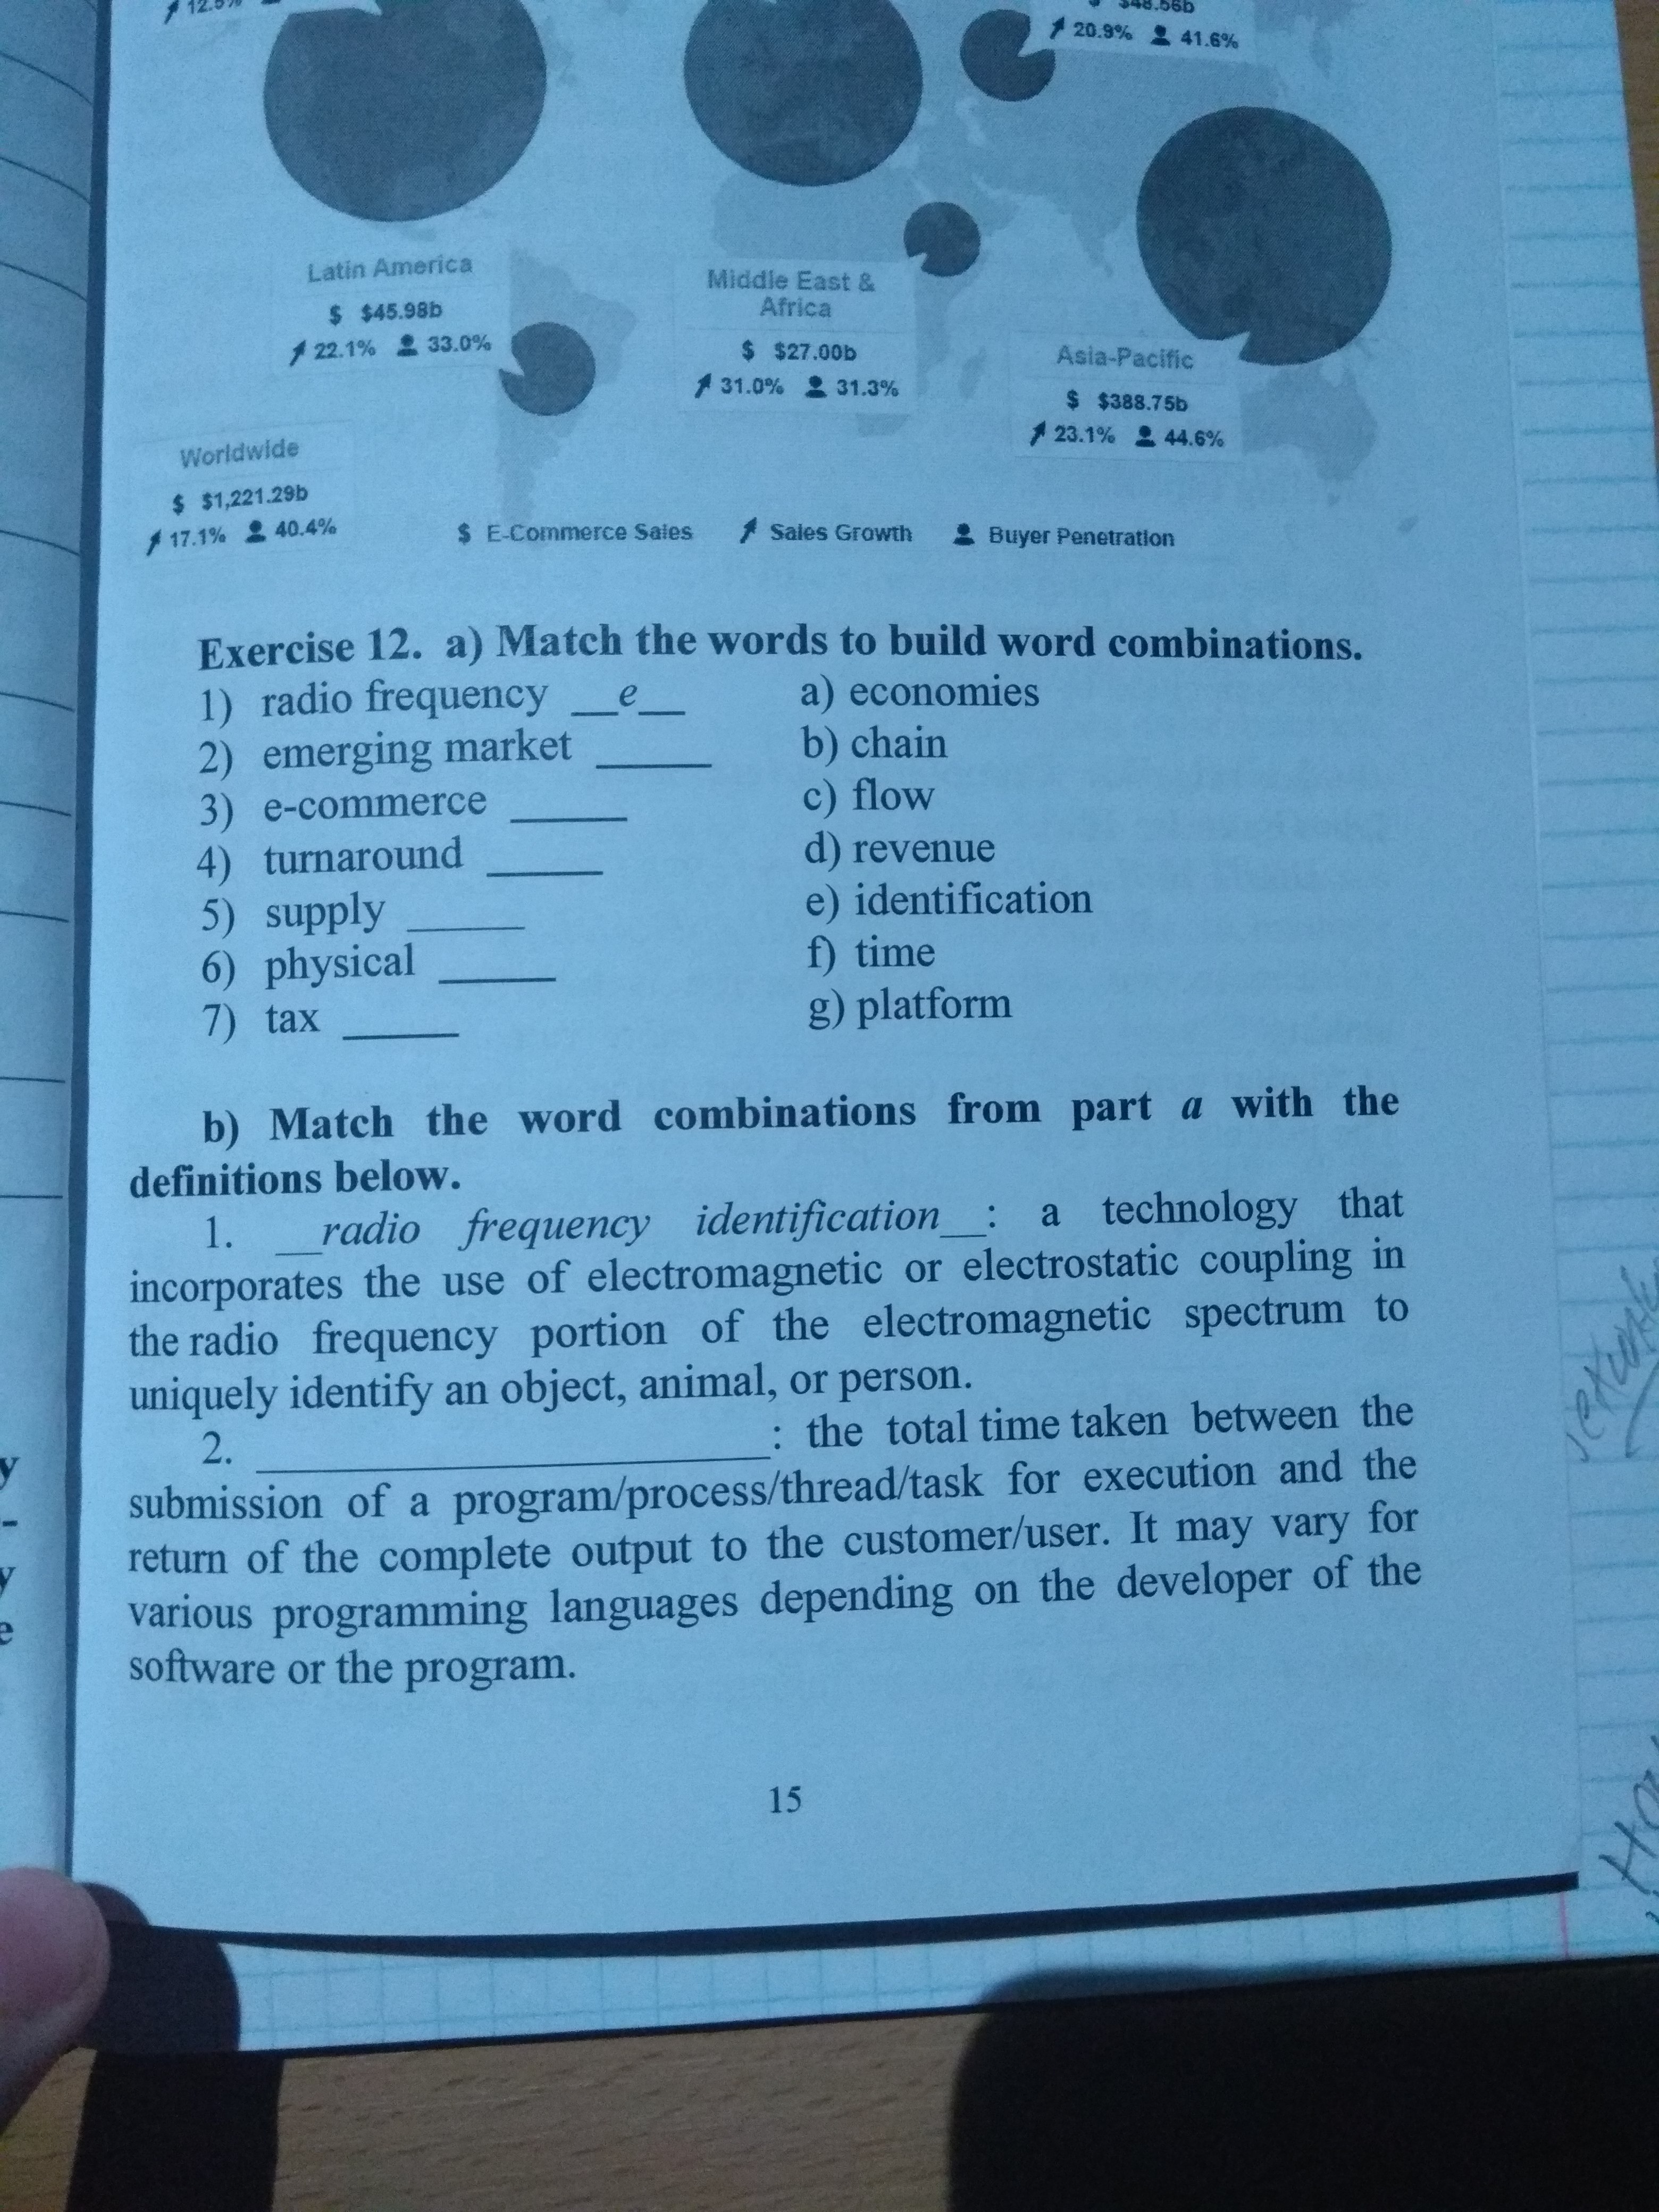 12.5%
$48.56b
20.9% 41.6%
Latin America
$ $45.98b
22.1% 33.0%
Middle East &
Africa
$ $27.00b
31.0% 31.3%
Asia-Pacific
$ $388.75b
23.1% 44.6%
Worldwide
$ $1,221.29b
17.1% 40.4%
$ E-Commerce Sales Sales Growth Buyer Penetration
Exercise 12. a) Match the words to build word combinations.
1) radio frequency __e__ a) economies
2) emerging market _____ b) chain
3) e-commerce _____ c) flow
4) turnaround _____ d) revenue
5) supply _____ e) identification
6) physical _____ f) time
7) tax _____ g) platform
b) Match the word combinations from part a with the
definitions below.
1. __radio frequency identification__: a technology that
incorporates the use of electromagnetic or electrostatic coupling in
the radio frequency portion of the electromagnetic spectrum to
uniquely identify an object, animal, or person.
2. ______________________: the total time taken between the
submission of a program/process/thread/task for execution and the
return of the complete output to the customer/user. It may vary for
various programming languages depending on the developer of the
software or the program.
15
y
-
y
e